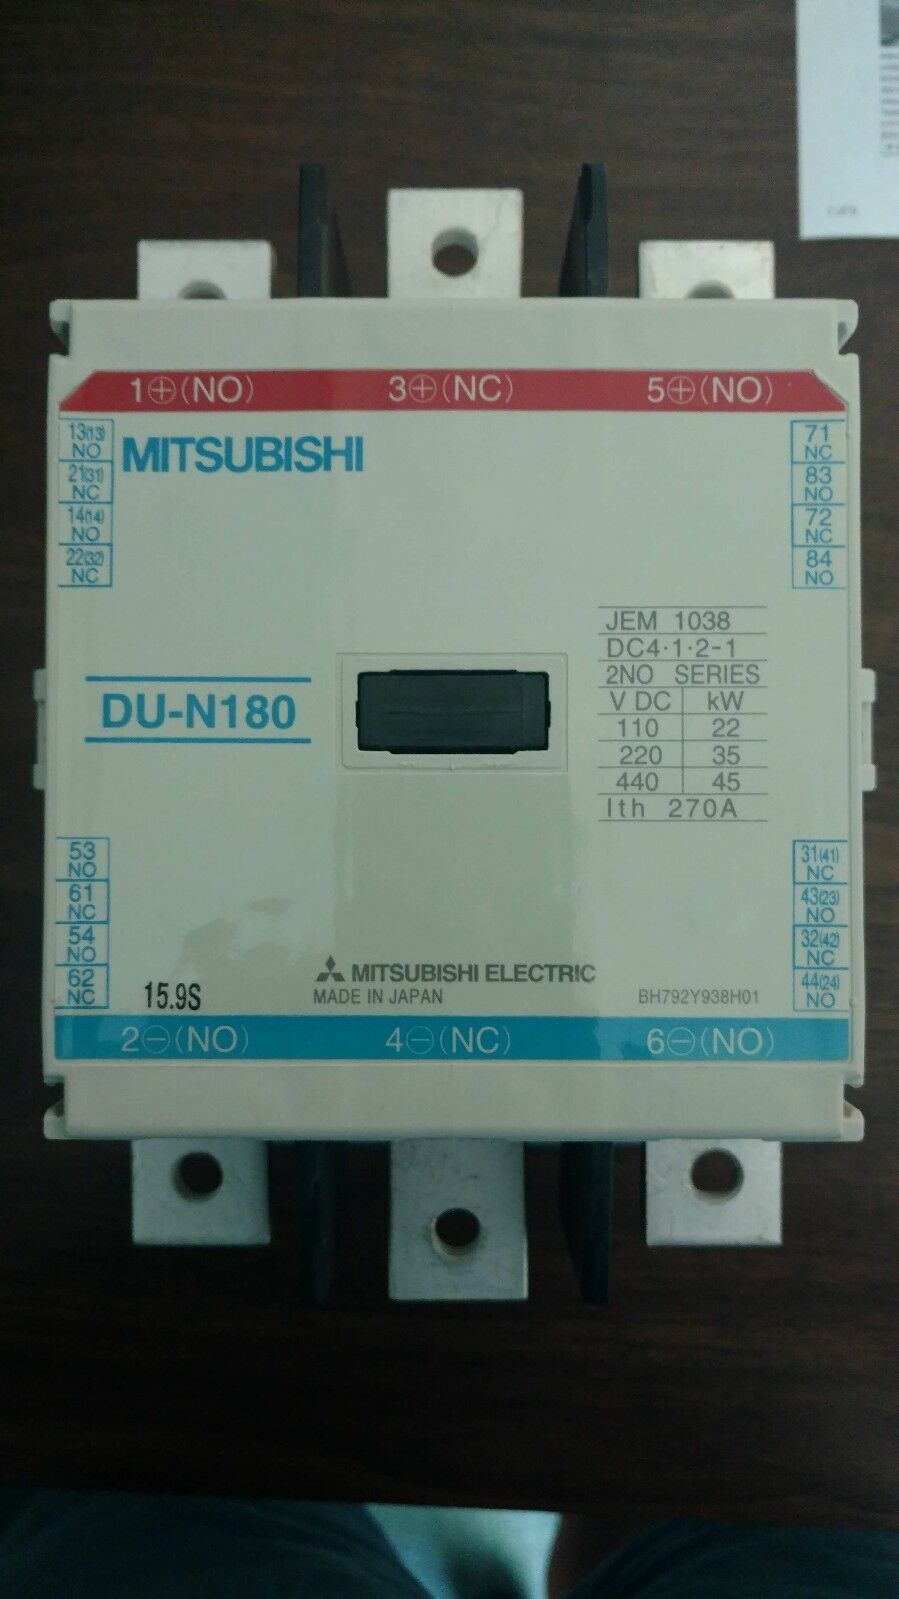 1⊕(NO) 3⊕(NC) 5⊕(NO)
13(13)
NO
21(31)
NC
14(14)
NO
22(32)
NC
MITSUBISHI
71
NC
83
NO
72
NC
84
NO
DU-N180
JEM 1038
DC4·1·2-1
2NO SERIES
V DC kW
110 22
220 35
440 45
Ith 270A
53
NO
61
NC
54
NO
62
NC
31(41)
NC
43(23)
NO
32(42)
NC
44(24)
NO
15.9S
MITSUBISHI ELECTRIC
MADE IN JAPAN
BH792Y938H01
2⊖(NO) 4⊖(NC) 6⊖(NO)